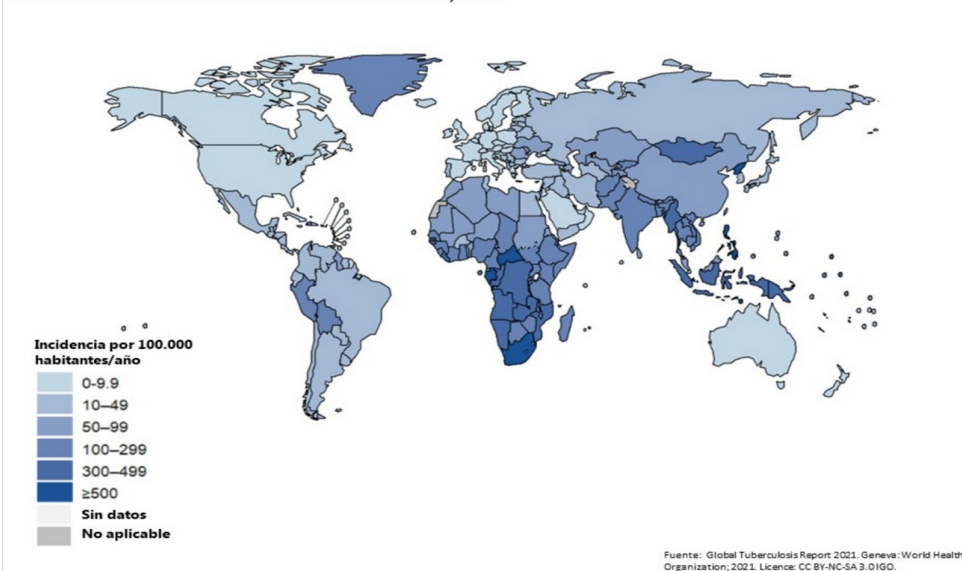 Incidencia por 100.000
habitantes/año
0-9.9
10–49
50–99
100–299
300–499
≥500
Sin datos
No aplicable
Fuente: Global Tuberculosis Report 2021. Geneva: World Health
Organization; 2021. Licence: CC BY-NC-SA 3.0 IGO.